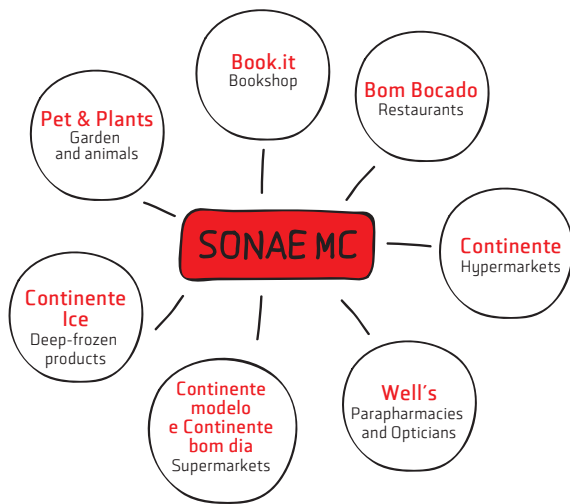 Book.it
Bookshop
Bom Bocado
Restaurants
Pet & Plants
Garden
and animals
SONAE MC
Continente
Hypermarkets
Continente
Ice
Deep-frozen
products
Continente
modelo
e Continente
bom dia
Supermarkets
Well´s
Parapharmacies
and Opticians